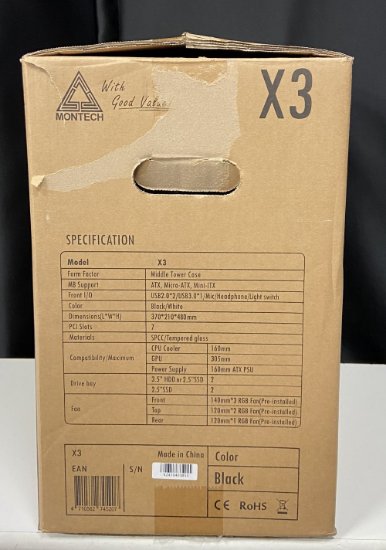 With
Good Value
MONTECH
X3
SPECIFICATION
Model X3
Form Factor Middle Tower Case
MB Support ATX, Micro-ATX, Mini-ITX
Front I/O USB2.0*2/USB3.0*1/Mic/Headphone/Light switch
Color Black/White
Dimensions(L*W*H) 370*210*480mm
PCI Slots 7
Materials SPCC/Tempered glass
Compatibility/Maximum CPU Cooler 160mm
GPU 305mm
Power Supply 160mm ATX PSU
Drive bay 2.5" HDD or 2.5"SSD 2
2.5"SSD 2
Fan Front 140mm*3 RGB Fan(Pre-installed)
Top 120mm*2 RGB Fan(Pre-installed)
Rear 120mm*1 RGB Fan(Pre-installed)
X3 Made in China
EAN S/N
Color
Black
CE RoHS